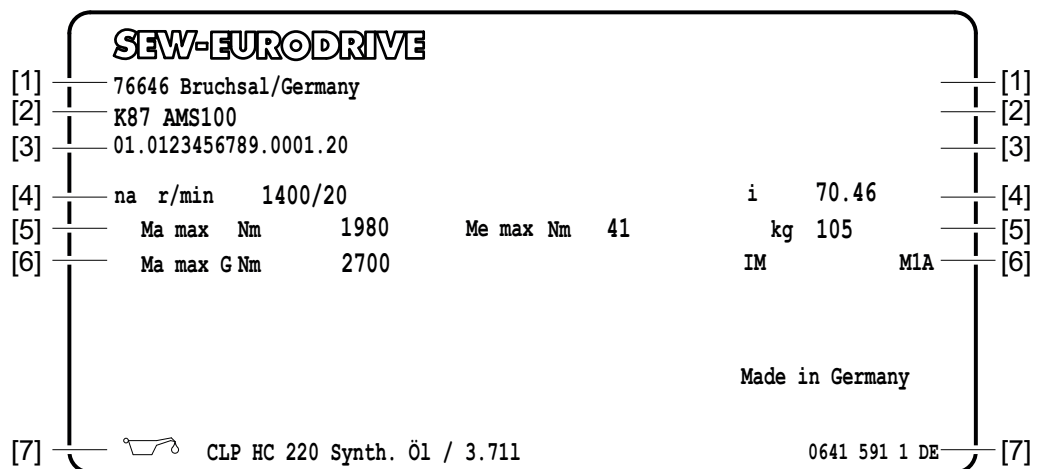 SEW-EURODRIVE
[1] 76646 Bruchsal/Germany [1]
[2] K87 AMS100 [2]
[3] 01.0123456789.0001.20 [3]
[4] na r/min 1400/20 i 70.46 [4]
[5] Ma max Nm 1980 Me max Nm 41 kg 105 [5]
[6] Ma max G Nm 2700 IM M1A [6]
Made in Germany
[7] CLP HC 220 Synth. Öl / 3.71l 0641 591 1 DE [7]